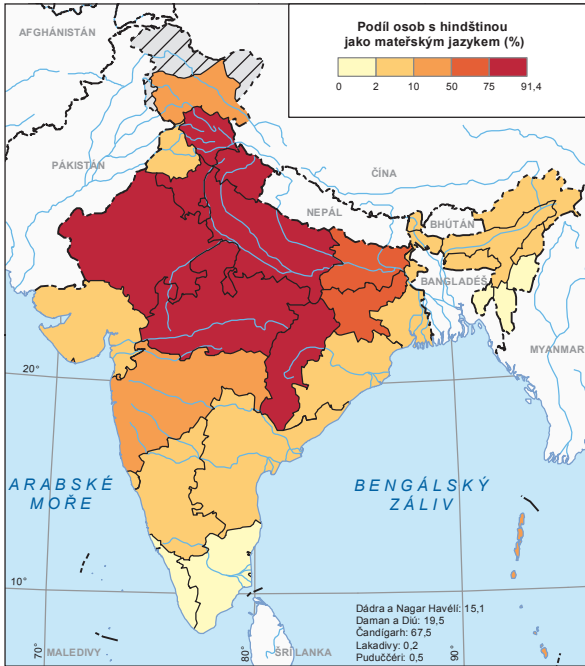 Podíl osob s hindštinou
jako mateřským jazykem (%)
0 2 10 50 75 91,4
AFGHÁNISTÁN
PÁKISTÁN
ČÍNA
NEPÁL
BHÚTÁN
BANGLADÉŠ
MYANMAR
20°
ARABSKÉ
MOŘE
BENGÁLSKÝ
ZÁLIV
10°
Dádra a Nagar Havélí: 15,1
Daman a Diú: 19,5
Čandígarh: 67,5
Lakadivy: 0,2
Puduččéri: 0,5
70°
MALEDIVY
80°
SRÍ LANKA
90°